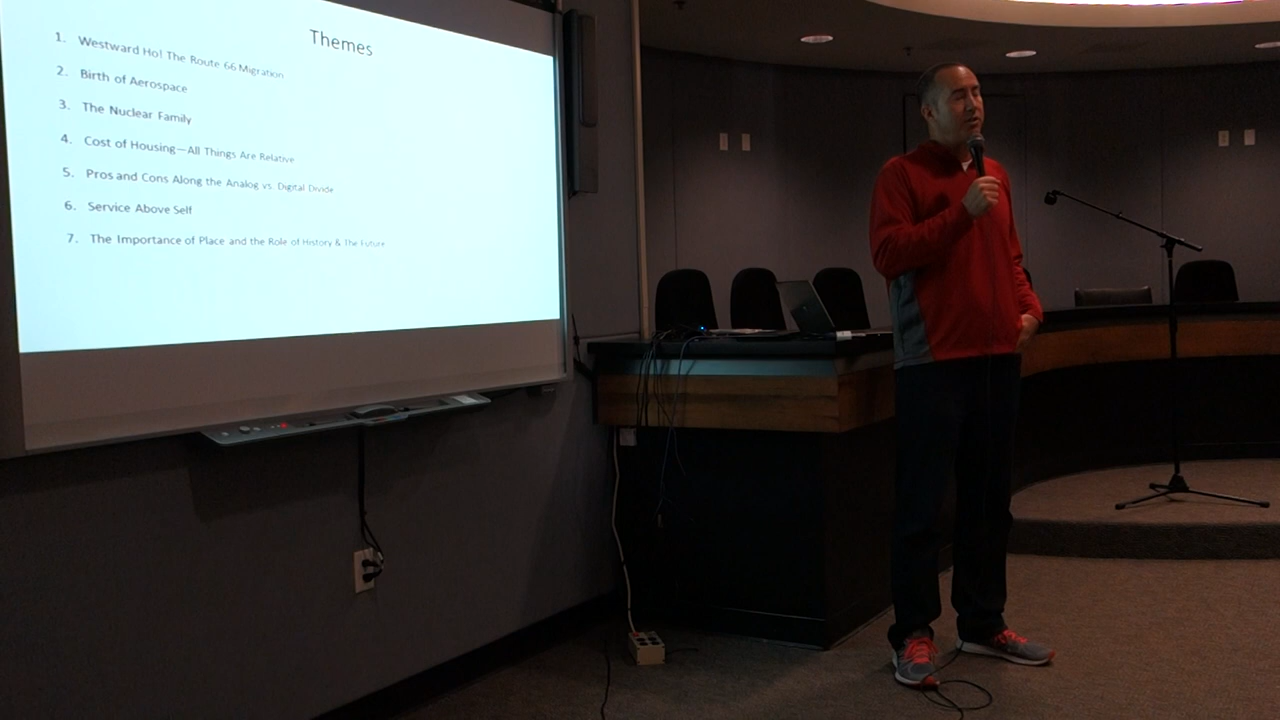 Themes
1. Westward Ho! The Route 66 Migration
2. Birth of Aerospace
3. The Nuclear Family
4. Cost of Housing—All Things Are Relative
5. Pros and Cons Along the Analog vs. Digital Divide
6. Service Above Self
7. The Importance of Place and the Role of History & The Future